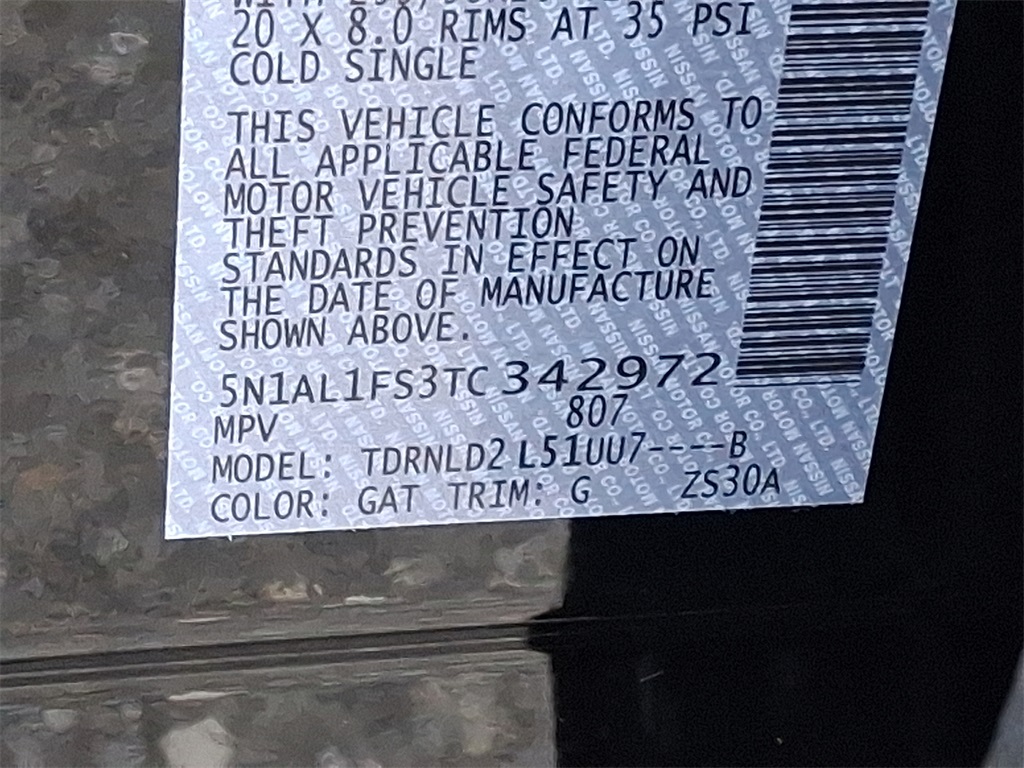 20 X 8.0 RIMS AT 35 PSI
COLD SINGLE
THIS VEHICLE CONFORMS TO
ALL APPLICABLE FEDERAL
MOTOR VEHICLE SAFETY AND
THEFT PREVENTION
STANDARDS IN EFFECT ON
THE DATE OF MANUFACTURE
SHOWN ABOVE.
5N1AL1FS3TC342972
MPV 807
MODEL: TDRNLD2 L51UU7----B
COLOR: GAT TRIM: G ZS30A